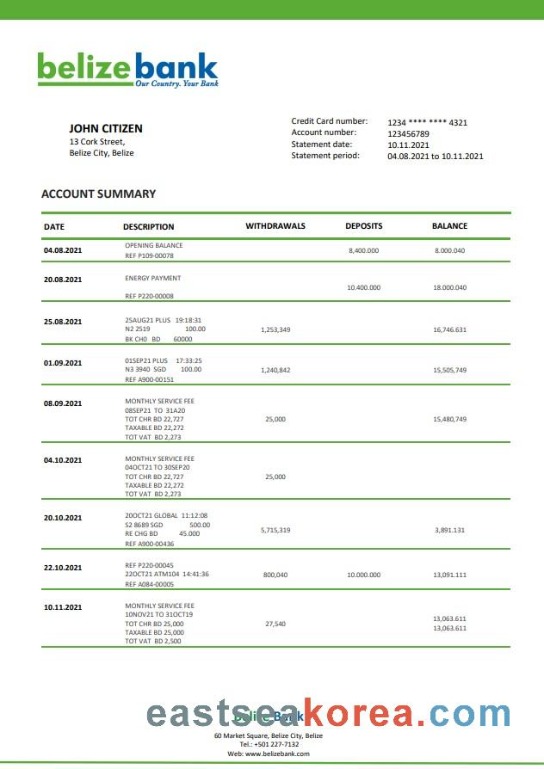 belizebank
Our Country. Your Bank
JOHN CITIZEN
13 Cork Street,
Belize City, Belize
Credit Card number: 1234 **** **** 4321
Account number: 123456789
Statement date: 10.11.2021
Statement period: 04.08.2021 to 10.11.2021
ACCOUNT SUMMARY
DATE DESCRIPTION WITHDRAWALS DEPOSITS BALANCE
04.08.2021 OPENING BALANCE 8,400.000 8.000.040
REF P109-00078
20.08.2021 ENERGY PAYMENT
10.400.000 18.000.040
REF P220-00008
25.08.2021 25AUG21 PLUS 19:18:31
N2 2519 100.00 1,253,349 16,746.631
BK CH0 BD 60000
01.09.2021 01SEP21 PLUS 17:33:25
N3 3940 SGD 100.00 1,240,842 15,505,749
REF A900-00151
08.09.2021 MONTHLY SERVICE FEE
08SEP21 TO 31A20
TOT CHR BD 22,727 25,000 15,480,749
TAXABLE BD 22,272
TOT VAT BD 2,273
04.10.2021 MONTHLY SERVICE FEE
04OCT21 TO 30SEP20
TOT CHR BD 22,727 25,000
TAXABLE BD 22,272
TOT VAT BD 2,273
20.10.2021 20OCT21 GLOBAL 11:12:08
S2 8689 SGD 500.00 5,715,319 3,891.131
RE CHG BD 45.000
REF A900-00436
22.10.2021 REF P220-00045
22OCT21 ATM104 14:41:36 800,040 10.000.000 13,091.111
REF A084-00005
10.11.2021 MONTHLY SERVICE FEE
10NOV21 TO 31OCT19 13,063.611
TOT CHR BD 25,000 27,540 13,063.611
TAXABLE BD 25,000
TOT VAT BD 2,500
Belize Bank
eastseakorea.com
60 Market Square, Belize City, Belize
Tel.: +501 227-7132
Web: www.belizebank.com